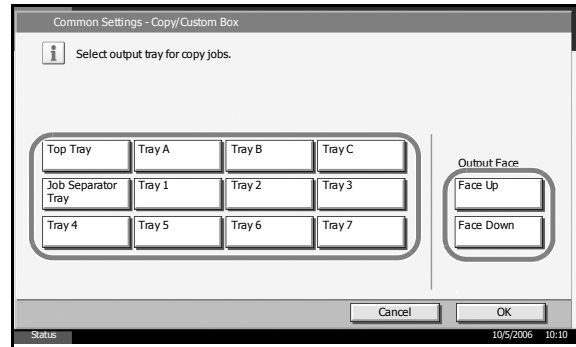 Common Settings - Copy/Custom Box
Select output tray for copy jobs.
Top Tray
Tray A
Tray B
Tray C
Output Face
Job Separator
Tray
Tray 1
Tray 2
Tray 3
Face Up
Tray 4
Tray 5
Tray 6
Tray 7
Face Down
Cancel
OK
Status
10/5/2006 10:10